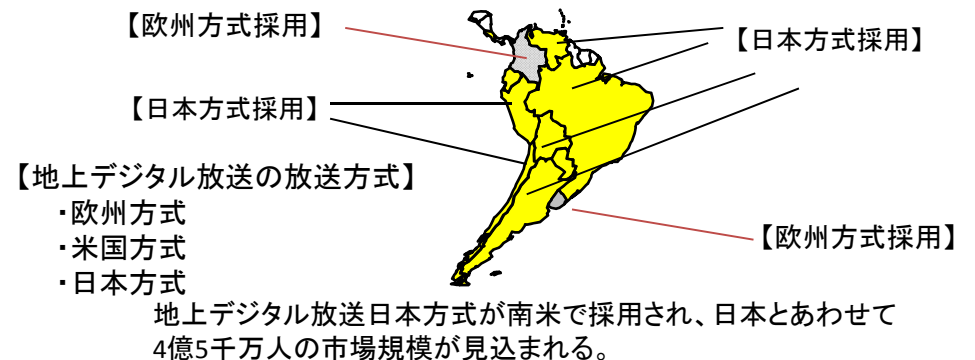 【欧州方式採用】
【日本方式採用】
【日本方式採用】
【地上デジタル放送の放送方式】
・欧州方式
・米国方式
・日本方式
【欧州方式採用】
地上デジタル放送日本方式が南米で採用され、日本とあわせて
4億5千万人の市場規模が見込まれる。